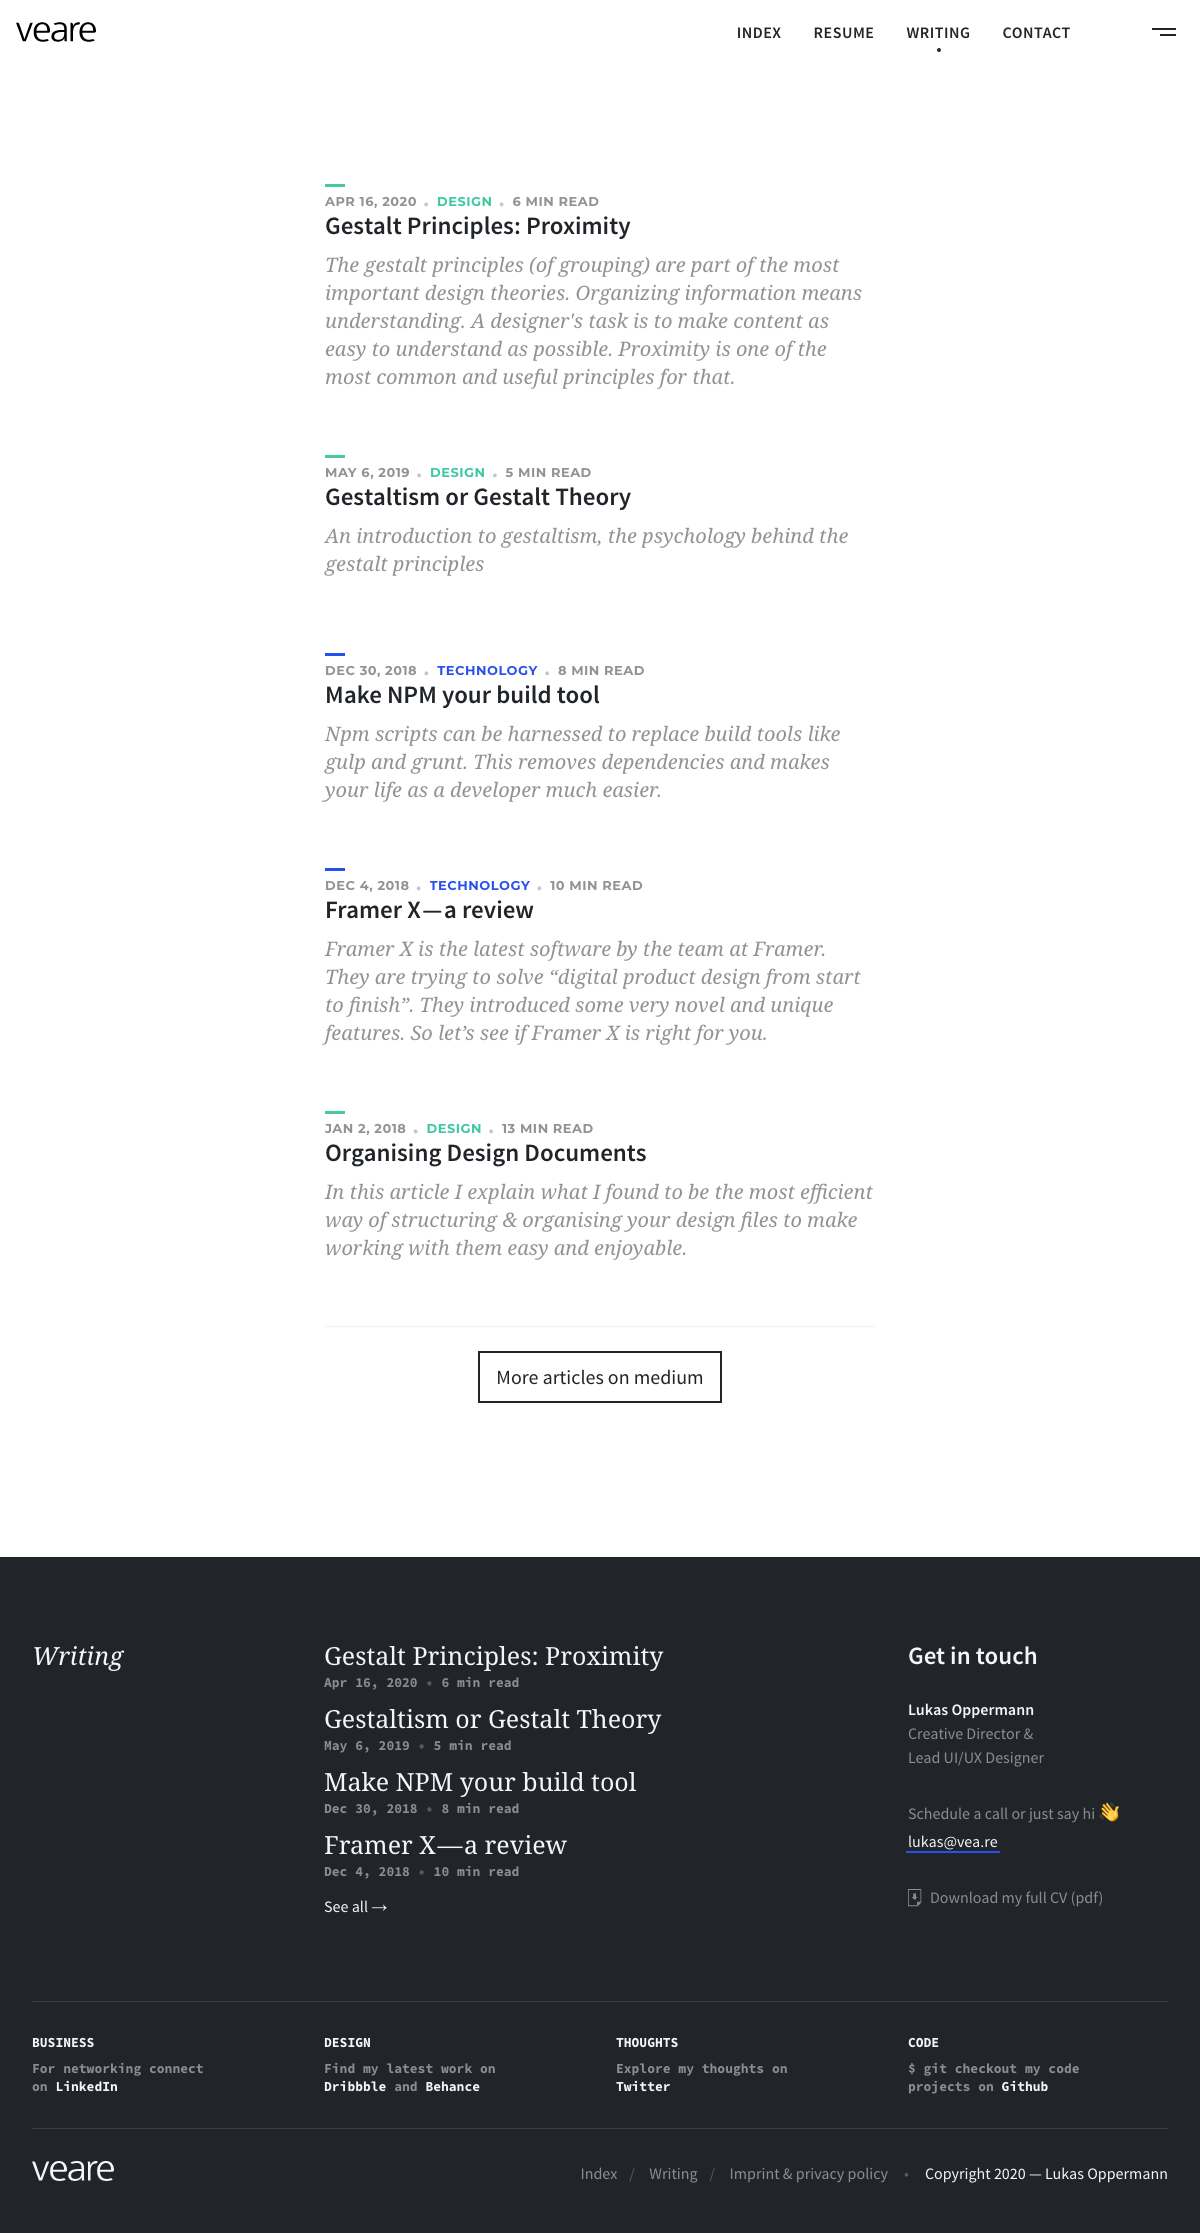 veare
INDEX RESUME WRITING CONTACT
APR 16, 2020 • DESIGN • 6 MIN READ
Gestalt Principles: Proximity
The gestalt principles (of grouping) are part of the most
important design theories. Organizing information means
understanding. A designer's task is to make content as
easy to understand as possible. Proximity is one of the
most common and useful principles for that.
MAY 6, 2019 • DESIGN • 5 MIN READ
Gestaltism or Gestalt Theory
An introduction to gestaltism, the psychology behind the
gestalt principles
DEC 30, 2018 • TECHNOLOGY • 8 MIN READ
Make NPM your build tool
Npm scripts can be harnessed to replace build tools like
gulp and grunt. This removes dependencies and makes
your life as a developer much easier.
DEC 4, 2018 • TECHNOLOGY • 10 MIN READ
Framer X — a review
Framer X is the latest software by the team at Framer.
They are trying to solve “digital product design from start
to finish”. They introduced some very novel and unique
features. So let’s see if Framer X is right for you.
JAN 2, 2018 • DESIGN • 13 MIN READ
Organising Design Documents
In this article I explain what I found to be the most efficient
way of structuring & organising your design files to make
working with them easy and enjoyable.
More articles on medium
Writing
Gestalt Principles: Proximity
Apr 16, 2020 • 6 min read
Gestaltism or Gestalt Theory
May 6, 2019 • 5 min read
Make NPM your build tool
Dec 30, 2018 • 8 min read
Framer X — a review
Dec 4, 2018 • 10 min read
See all →
Get in touch
Lukas Oppermann
Creative Director &
Lead UI/UX Designer
Schedule a call or just say hi 👋
lukas@vea.re
Download my full CV (pdf)
BUSINESS
For networking connect
on LinkedIn
DESIGN
Find my latest work on
Dribbble and Behance
THOUGHTS
Explore my thoughts on
Twitter
CODE
$ git checkout my code
projects on Github
veare
Index / Writing / Imprint & privacy policy • Copyright 2020 — Lukas Oppermann